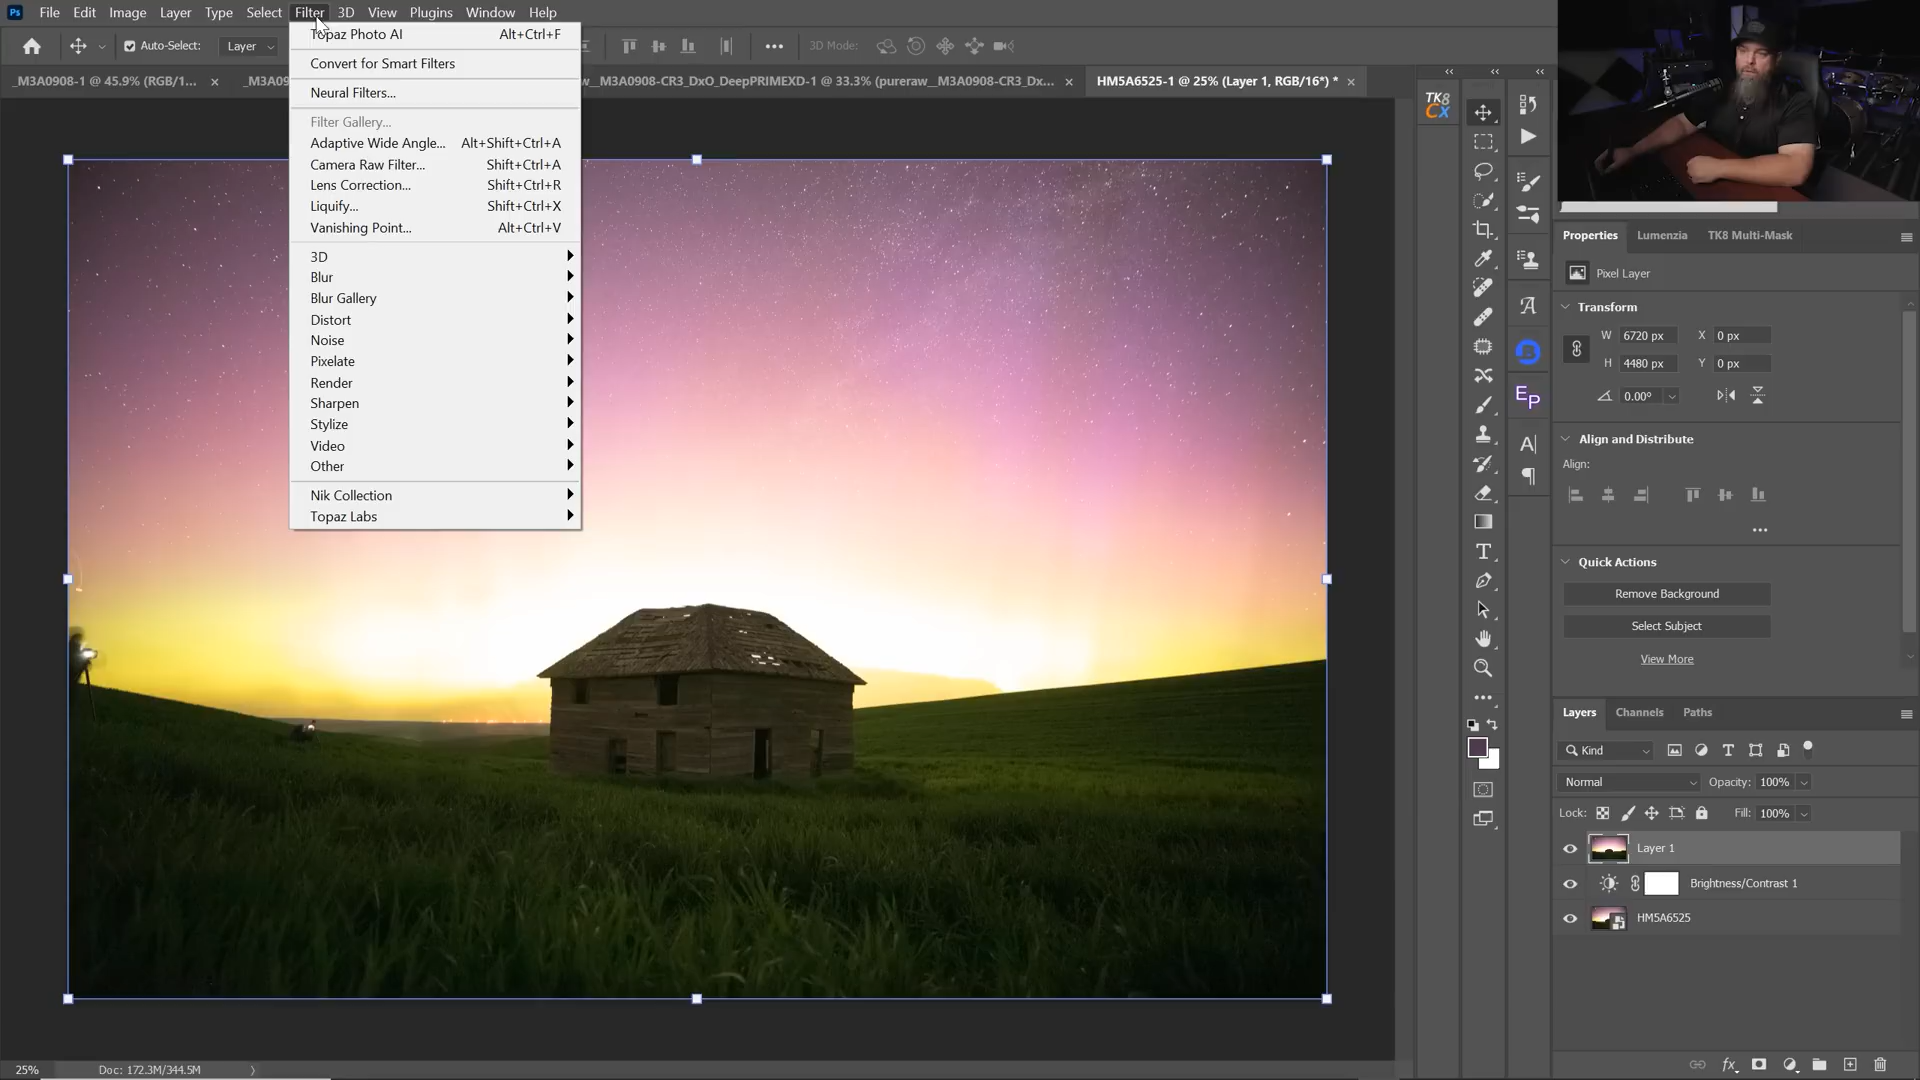 Ps File Edit Image Layer Type Select Filter 3D View Plugins Window Help
Auto-Select: Layer 3D Mode:
_M3A0908-1 @ 45.9% (RGB/1... × _M3A09 _M3A0908-CR3_DxO_DeepPRIMEXD-1 @ 33.3% (pureraw__M3A0908-CR3_Dx... × HM5A6525-1 @ 25% (Layer 1, RGB/16*) * ×
Topaz Photo AI Alt+Ctrl+F
Convert for Smart Filters
Neural Filters...
Filter Gallery...
Adaptive Wide Angle... Alt+Shift+Ctrl+A
Camera Raw Filter... Shift+Ctrl+A
Lens Correction... Shift+Ctrl+R
Liquify... Shift+Ctrl+X
Vanishing Point... Alt+Ctrl+V
3D
Blur
Blur Gallery
Distort
Noise
Pixelate
Render
Sharpen
Stylize
Video
Other
Nik Collection
Topaz Labs
TK8
Cx
EP
Properties Lumenzia TK8 Multi-Mask
Pixel Layer
Transform
W 6720 px X 0 px
H 4480 px Y 0 px
0.00°
Align and Distribute
Align:
Quick Actions
Remove Background
Select Subject
View More
Layers Channels Paths
Kind
Normal Opacity: 100%
Lock: Fill: 100%
Layer 1
Brightness/Contrast 1
HM5A6525
25% Doc: 172.3M/344.5M